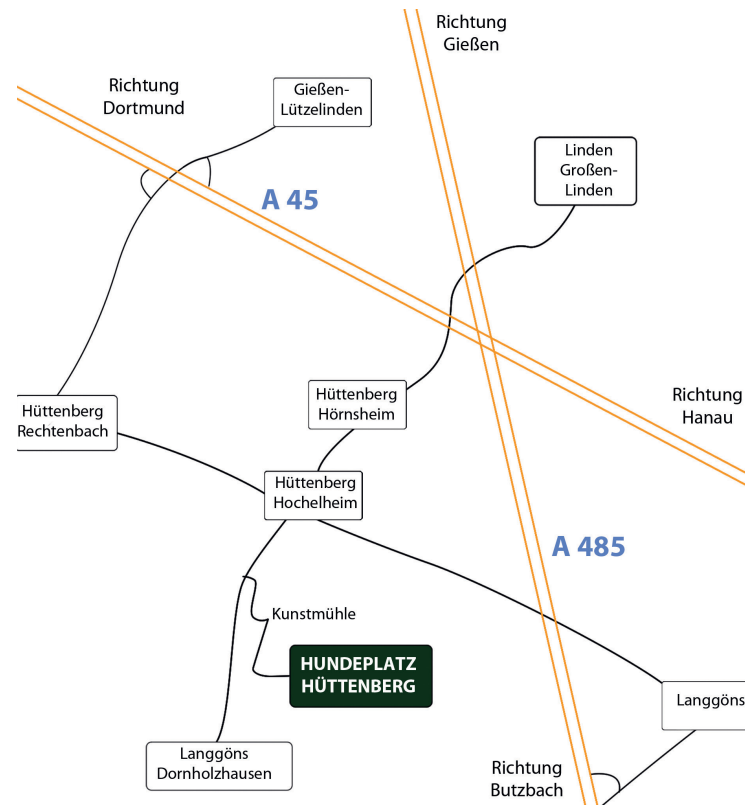 Richtung
Gießen
Richtung
Dortmund
Gießen-
Lützelinden
Linden
Großen-
Linden
A 45
Richtung
Hanau
Hüttenberg
Hörnsheim
Hüttenberg
Rechtenbach
Hüttenberg
Hochelheim
A 485
Kunstmühle
HUNDEPLATZ
HÜTTENBERG
Langgöns
Langgöns
Dornholzhausen
Richtung
Butzbach